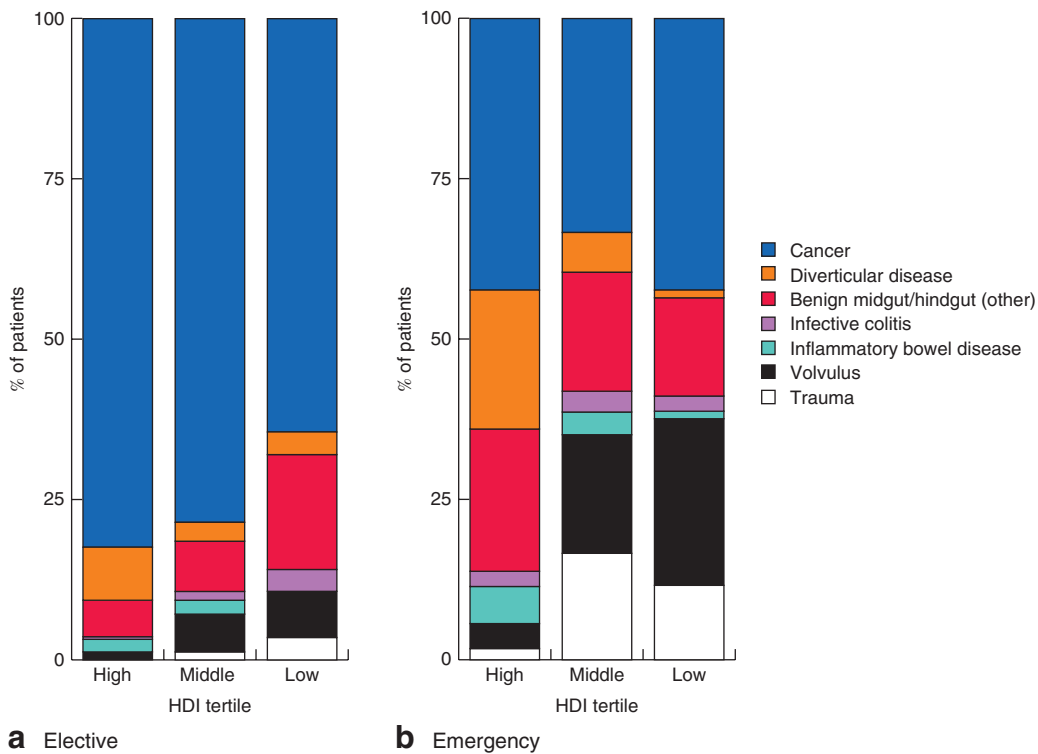 100
75
50
25
0
% of patients
High
Middle
Low
HDI tertile
a Elective
100
75
50
25
0
% of patients
High
Middle
Low
HDI tertile
b Emergency
Cancer
Diverticular disease
Benign midgut/hindgut (other)
Infective colitis
Inflammatory bowel disease
Volvulus
Trauma